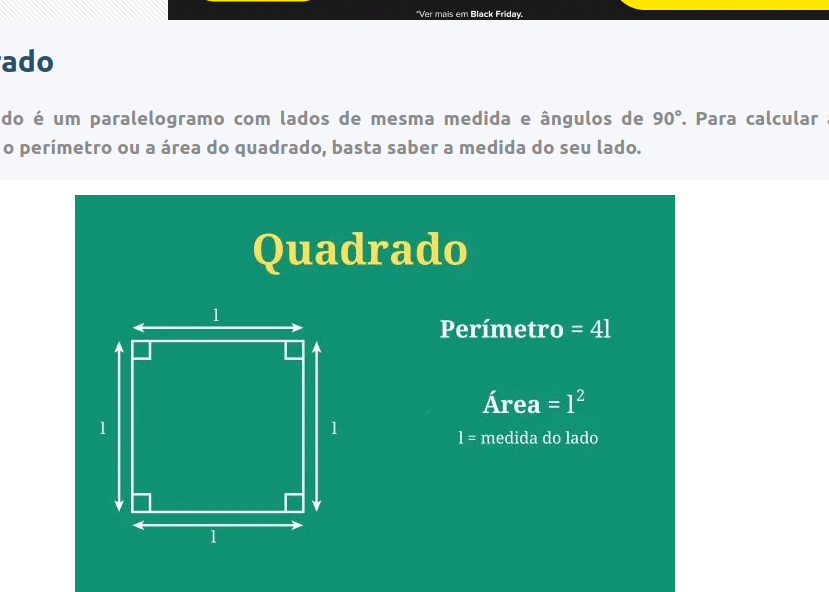 *Ver mais em Black Friday.
rado
do é um paralelogramo com lados de mesma medida e ângulos de 90°. Para calcular
o perímetro ou a área do quadrado, basta saber a medida do seu lado.
Quadrado
l
Perímetro = 4l
Área = l²
l
l
l = medida do lado
l